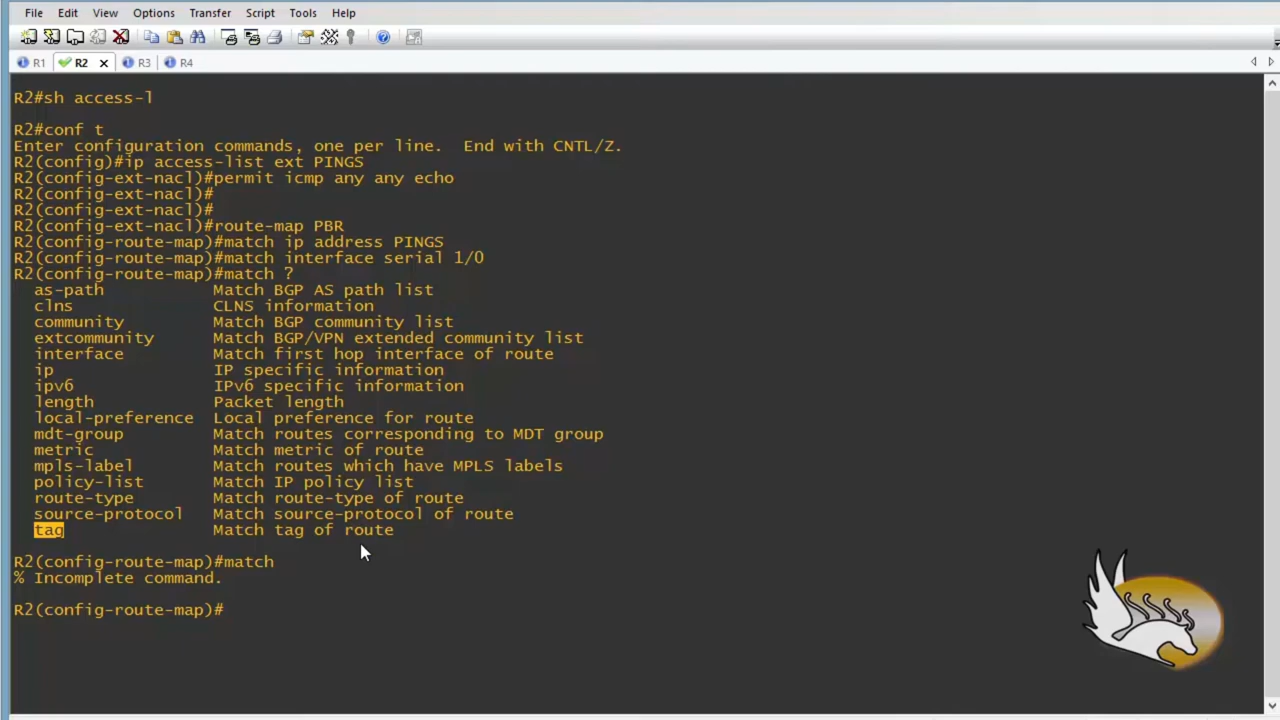 File Edit View Options Transfer Script Tools Help
R1 R2 x R3 R4
R2#sh access-l
R2#conf t
Enter configuration commands, one per line.  End with CNTL/Z.
R2(config)#ip access-list ext PINGS
R2(config-ext-nacl)#permit icmp any any echo
R2(config-ext-nacl)#
R2(config-ext-nacl)#
R2(config-ext-nacl)#route-map PBR
R2(config-route-map)#match ip address PINGS
R2(config-route-map)#match interface serial 1/0
R2(config-route-map)#match ?
as-path Match BGP AS path list
clns CLNS information
community Match BGP community list
extcommunity Match BGP/VPN extended community list
interface Match first hop interface of route
ip IP specific information
ipv6 IPv6 specific information
length Packet length
local-preference Local preference for route
mdt-group Match routes corresponding to MDT group
metric Match metric of route
mpls-label Match routes which have MPLS labels
policy-list Match IP policy list
route-type Match route-type of route
source-protocol Match source-protocol of route
tag Match tag of route
R2(config-route-map)#match
% Incomplete command.
R2(config-route-map)#